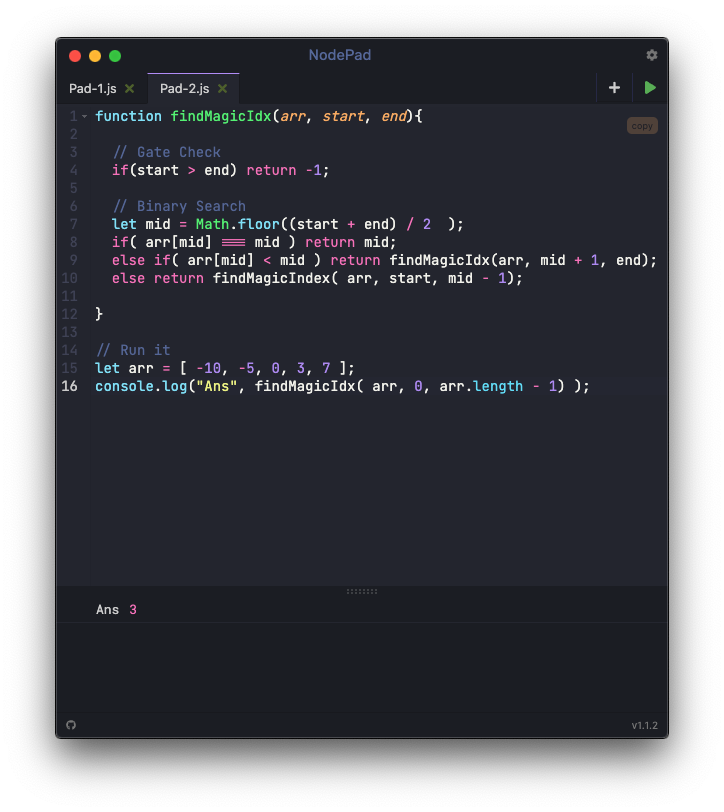 NodePad
Pad-1.js × Pad-2.js × +
1 function findMagicIdx(arr, start, end){
copy
2
3 // Gate Check
4 if(start > end) return -1;
5
6 // Binary Search
7 let mid = Math.floor((start + end) / 2  );
8 if( arr[mid] === mid ) return mid;
9 else if( arr[mid] < mid ) return findMagicIdx(arr, mid + 1, end);
10 else return findMagicIndex( arr, start, mid - 1);
11
12 }
13
14 // Run it
15 let arr = [ -10, -5, 0, 3, 7 ];
16 console.log("Ans", findMagicIdx( arr, 0, arr.length - 1) );
Ans 3
v1.1.2